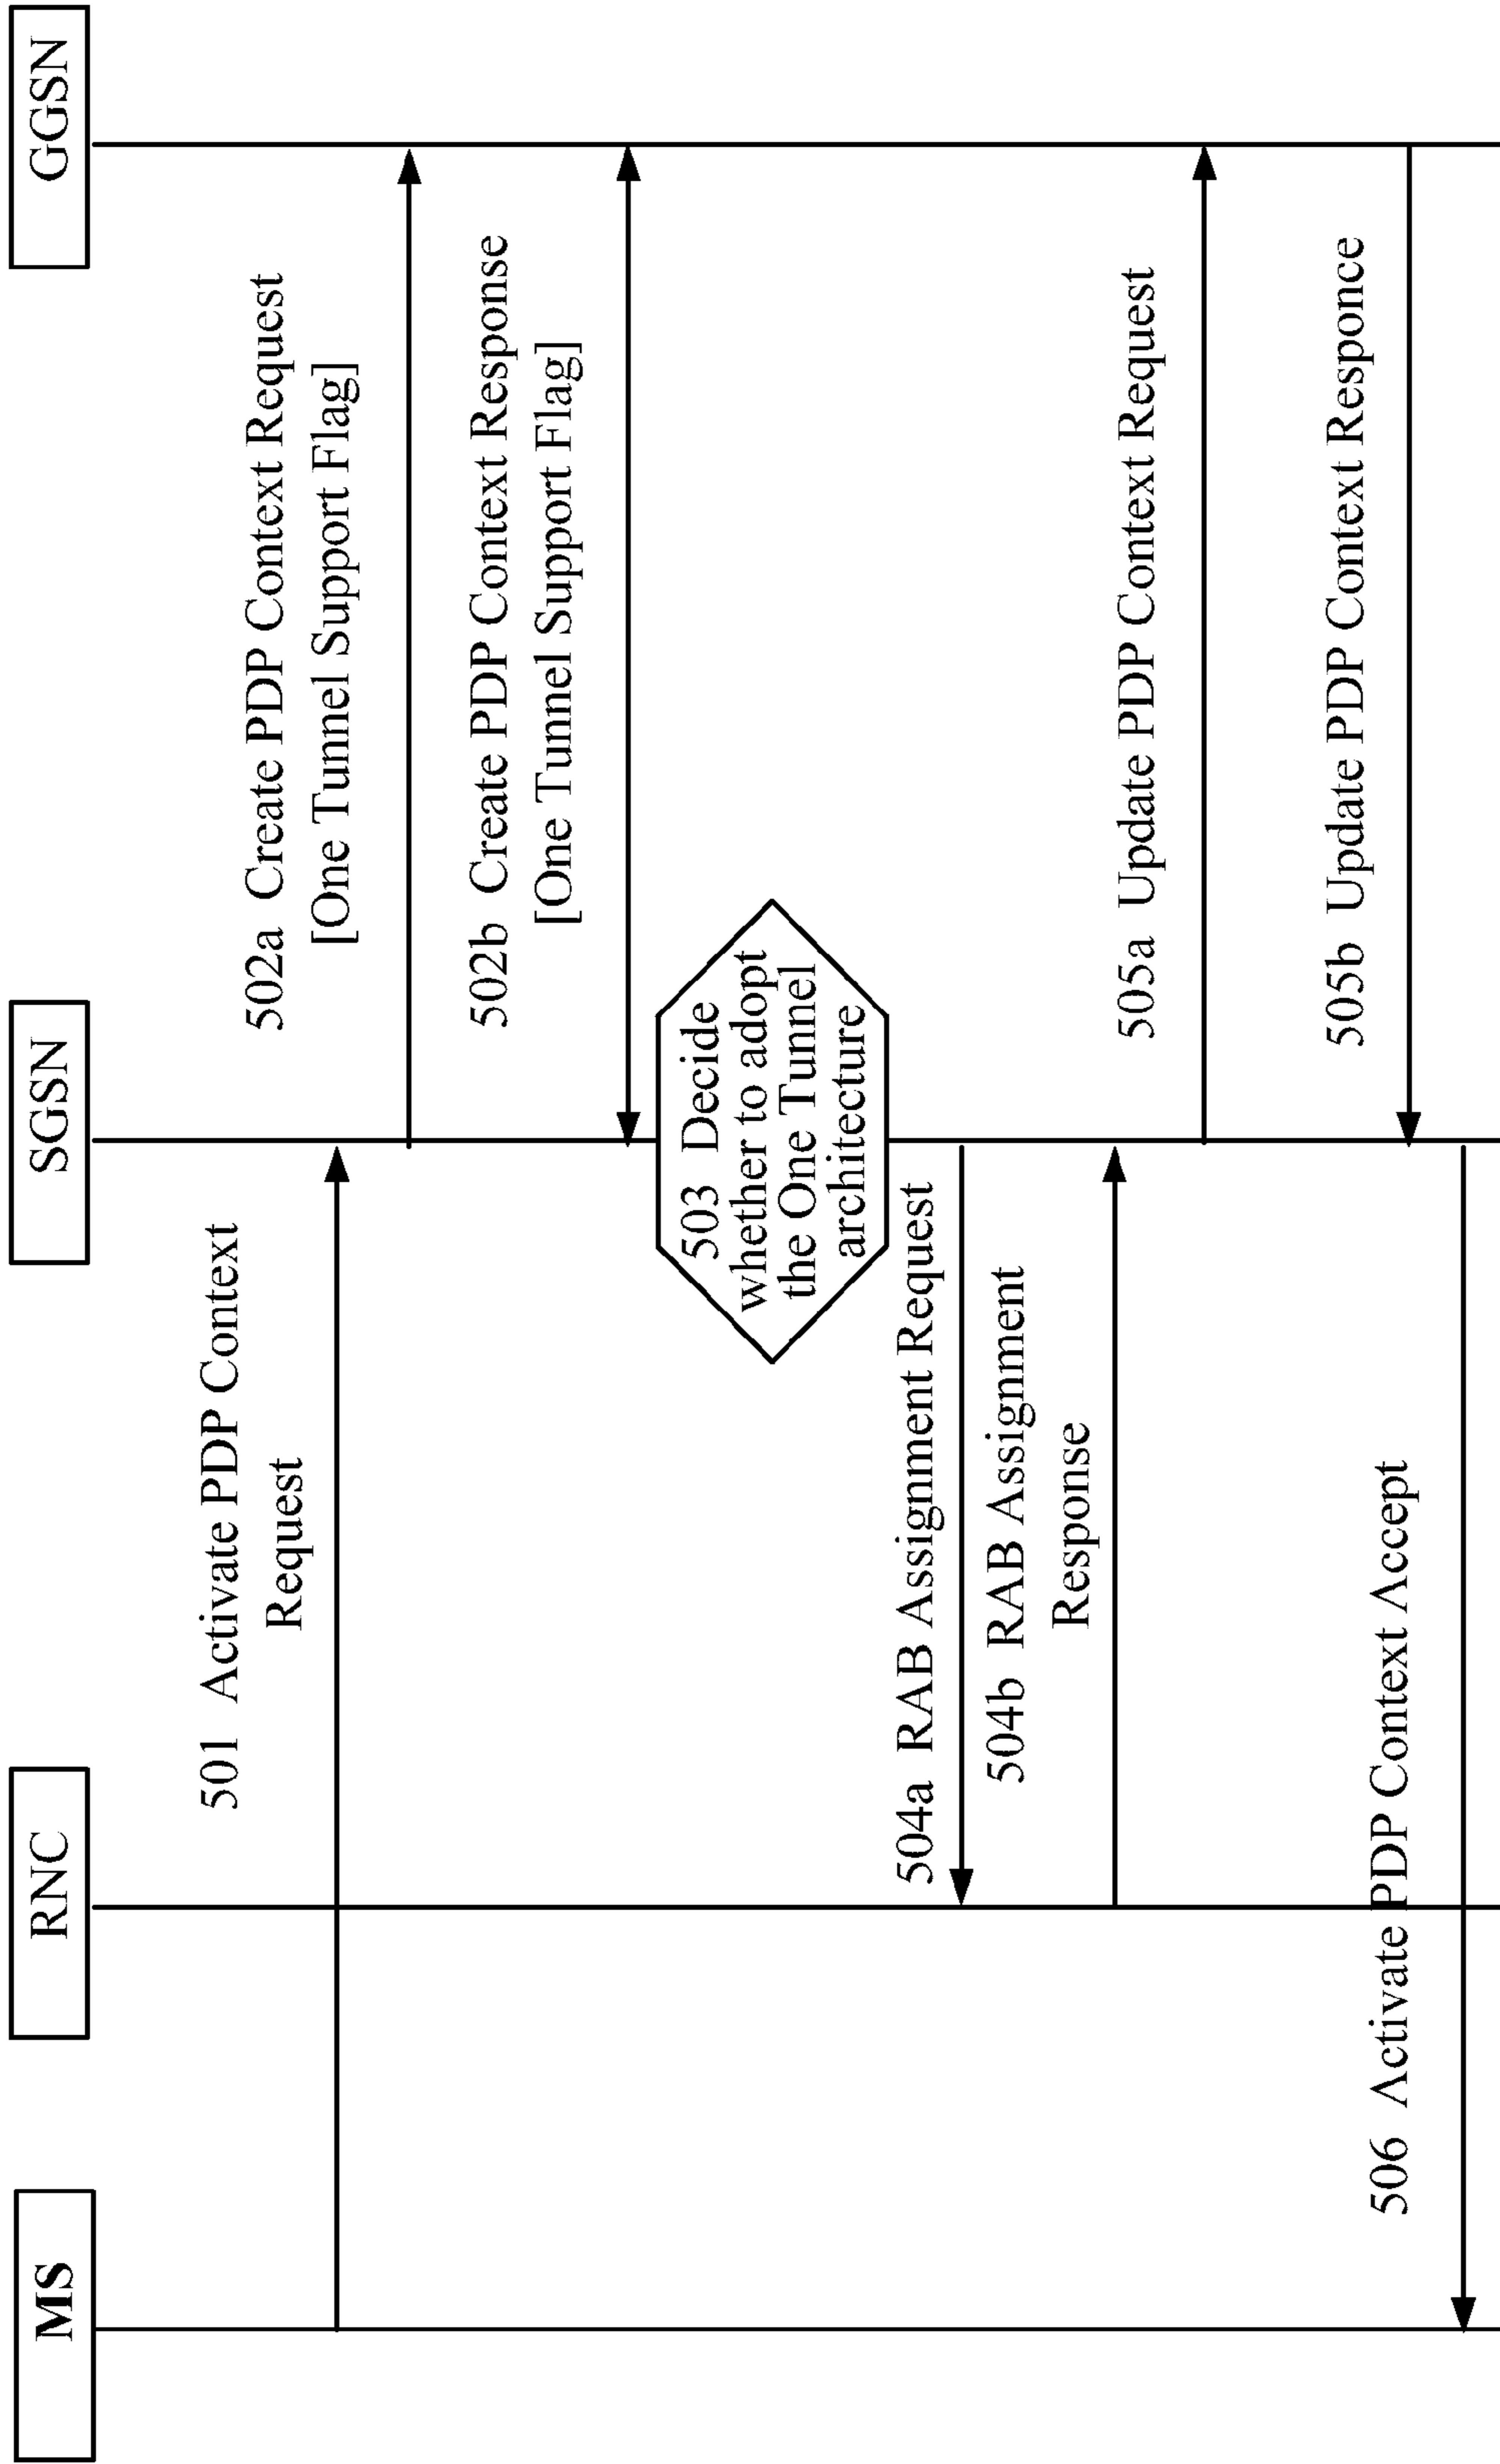 MS
RNC
SGSN
GGSN
501 Activate PDP Context
Request
502a Create PDP Context Request
[One Tunnel Support Flag]
502b Create PDP Context Response
[One Tunnel Support Flag]
503 Decide
whether to adopt
the One Tunnel
architecture
504a RAB Assignment Request
504b RAB Assignment
Response
505a Update PDP Context Request
505b Update PDP Context Responce
506 Activate PDP Context Accept